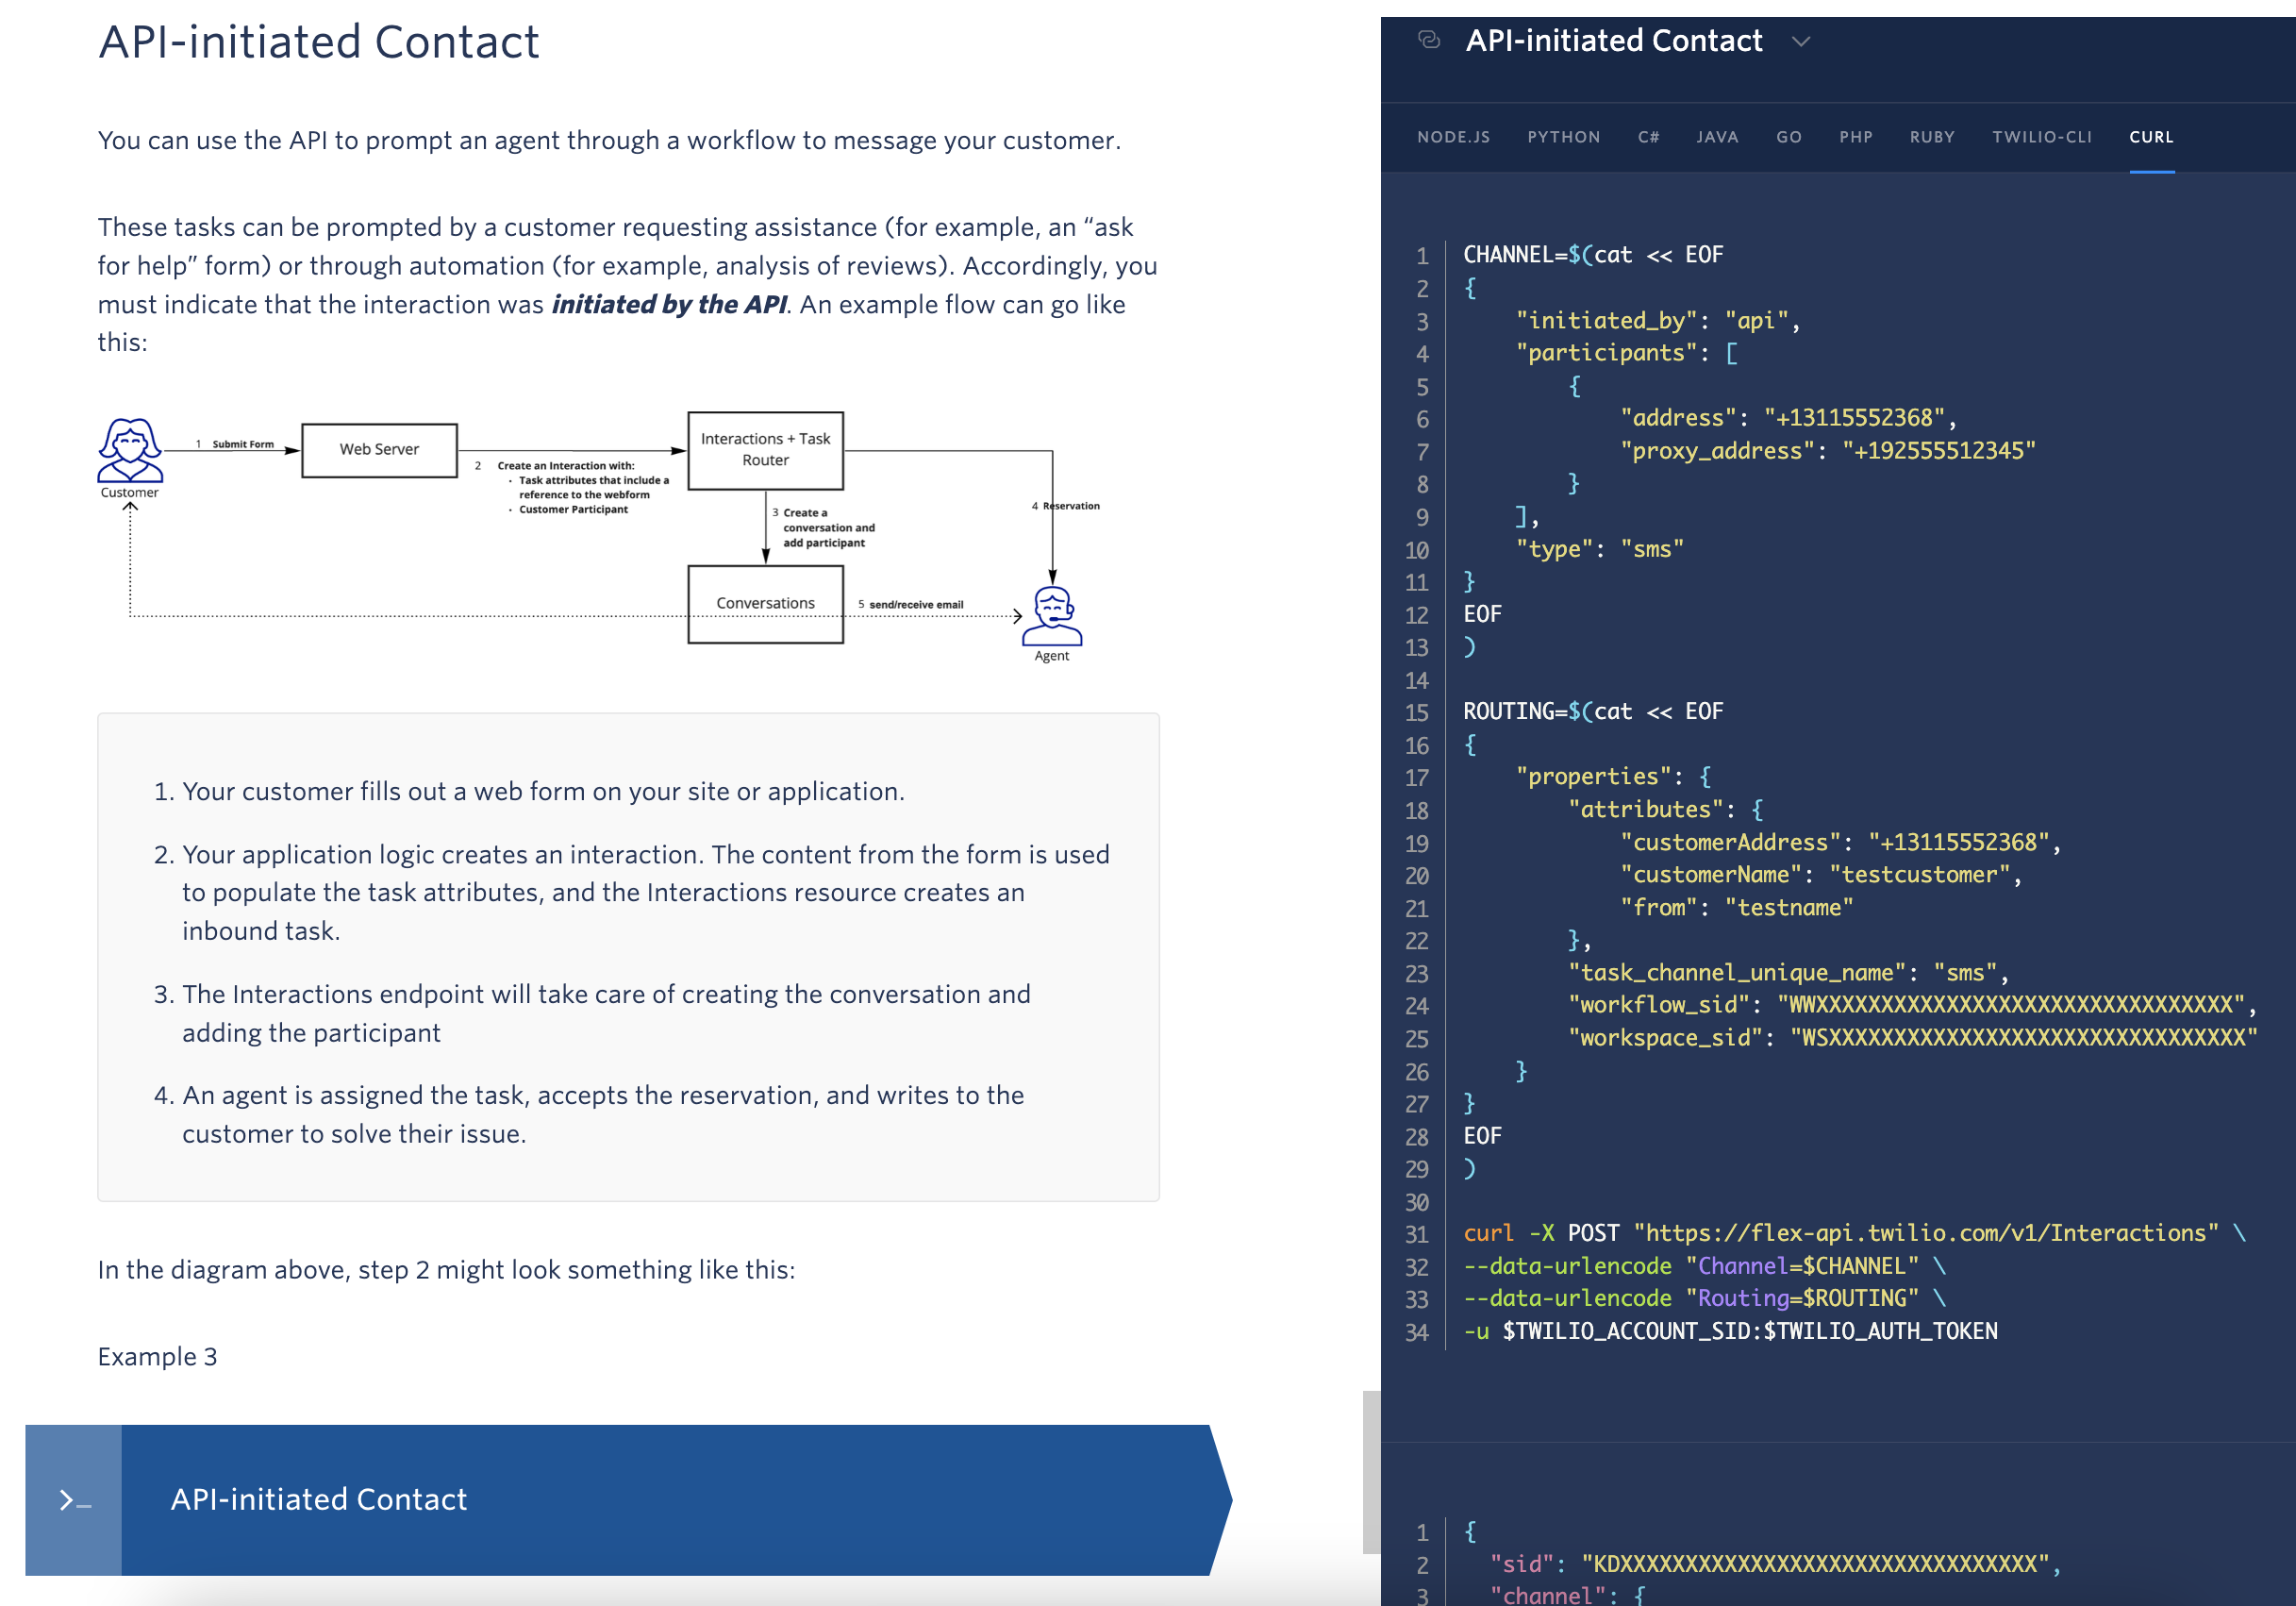 API-initiated Contact
You can use the API to prompt an agent through a workflow to message your customer.
These tasks can be prompted by a customer requesting assistance (for example, an “ask
for help” form) or through automation (for example, analysis of reviews). Accordingly, you
must indicate that the interaction was initiated by the API. An example flow can go like
this:
Customer
1 Submit Form
Web Server
2 Create an Interaction with:
· Task attributes that include a
reference to the webform
· Customer Participant
Interactions + Task
Router
3 Create a
conversation and
add participant
4 Reservation
Conversations
5 send/receive email
Agent
1. Your customer fills out a web form on your site or application.
2. Your application logic creates an interaction. The content from the form is used
to populate the task attributes, and the Interactions resource creates an
inbound task.
3. The Interactions endpoint will take care of creating the conversation and
adding the participant
4. An agent is assigned the task, accepts the reservation, and writes to the
customer to solve their issue.
In the diagram above, step 2 might look something like this:
Example 3
>_ API-initiated Contact
API-initiated Contact
NODE.JS PYTHON C# JAVA GO PHP RUBY TWILIO-CLI CURL
1 CHANNEL=$(cat << EOF
2 {
3 "initiated_by": "api",
4 "participants": [
5 {
6 "address": "+13115552368",
7 "proxy_address": "+192555512345"
8 }
9 ],
10 "type": "sms"
11 }
12 EOF
13 )
14
15 ROUTING=$(cat << EOF
16 {
17 "properties": {
18 "attributes": {
19 "customerAddress": "+13115552368",
20 "customerName": "testcustomer",
21 "from": "testname"
22 },
23 "task_channel_unique_name": "sms",
24 "workflow_sid": "WWXXXXXXXXXXXXXXXXXXXXXXXXXXXXXXXX",
25 "workspace_sid": "WSXXXXXXXXXXXXXXXXXXXXXXXXXXXXXXXX"
26 }
27 }
28 EOF
29 )
30
31 curl -X POST "https://flex-api.twilio.com/v1/Interactions" \
32 --data-urlencode "Channel=$CHANNEL" \
33 --data-urlencode "Routing=$ROUTING" \
34 -u $TWILIO_ACCOUNT_SID:$TWILIO_AUTH_TOKEN
1 {
2 "sid": "KDXXXXXXXXXXXXXXXXXXXXXXXXXXXXXXXX",
3 "channel": {